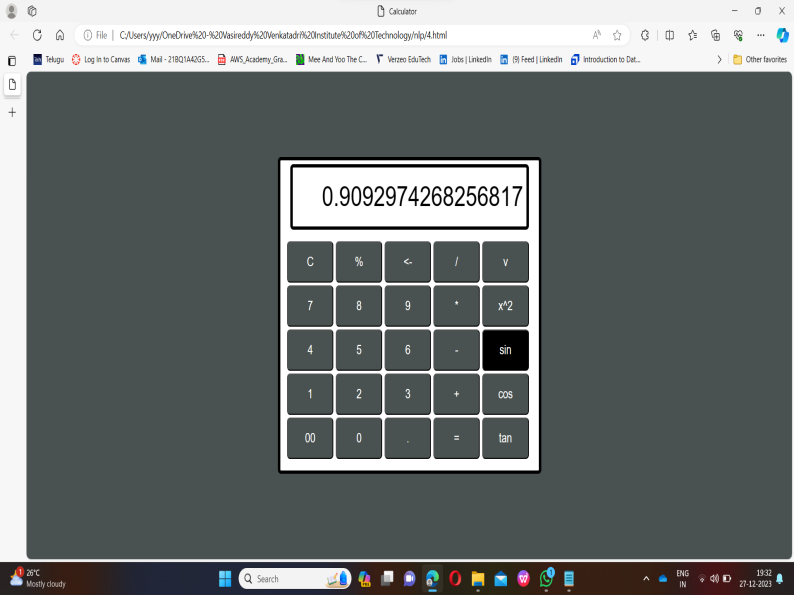 Calculator
File | C:/Users/yyy/OneDrive%20-%20Vasireddy%20Venkatadri%20Institute%20of%20Technology/nlp/4.html
Telugu Log In to Canvas Mail - 21BQ1A42G5... AWS_Academy_Gra... Mee And Yoo The C... Verzeo EduTech Jobs | LinkedIn (9) Feed | LinkedIn Introduction to Dat... Other favorites
0.9092974268256817
C % <- / v
7 8 9 * x^2
4 5 6 - sin
1 2 3 + cos
00 0 . = tan
1 26°C
Mostly cloudy
Search
1
ENG
IN
19:32
27-12-2023